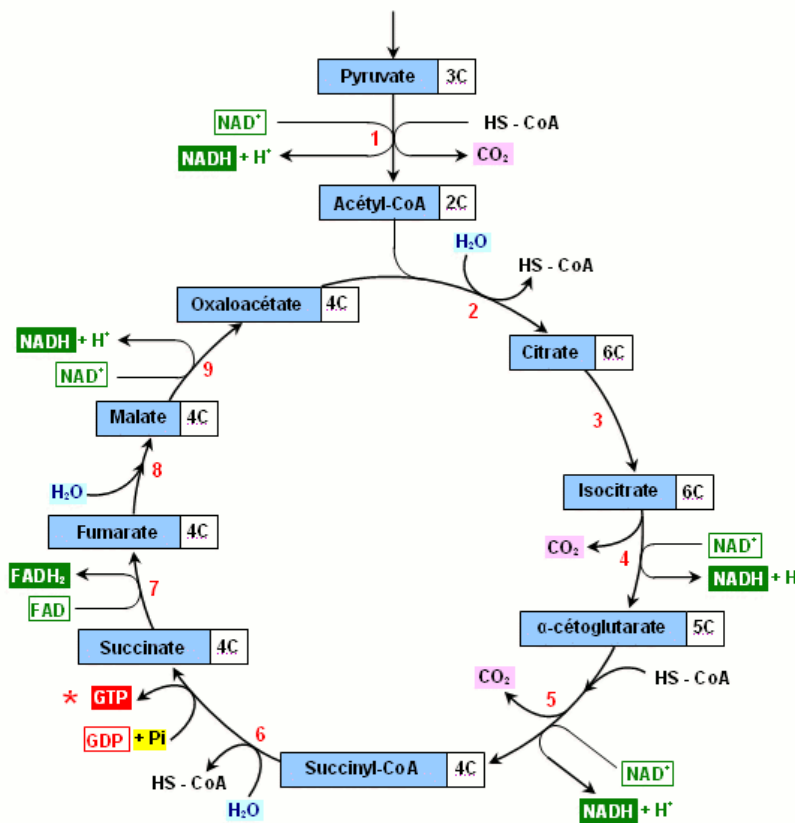 Pyruvate 3C
NAD⁺ HS - CoA
1
NADH + H⁺ CO₂
Acétyl-CoA 2C
H₂O
HS - CoA
Oxaloacétate 4C
2
NADH + H⁺
Citrate 6C
9
NAD⁺
Malate 4C
3
8
H₂O
Isocitrate 6C
Fumarate 4C
CO₂
4
NAD⁺
FADH₂
7
NADH + H
FAD
α-cétoglutarate 5C
Succinate 4C
CO₂
HS - CoA
* GTP
5
GDP + Pi
6
Succinyl-CoA 4C
NAD⁺
HS - CoA
H₂O
NADH + H⁺